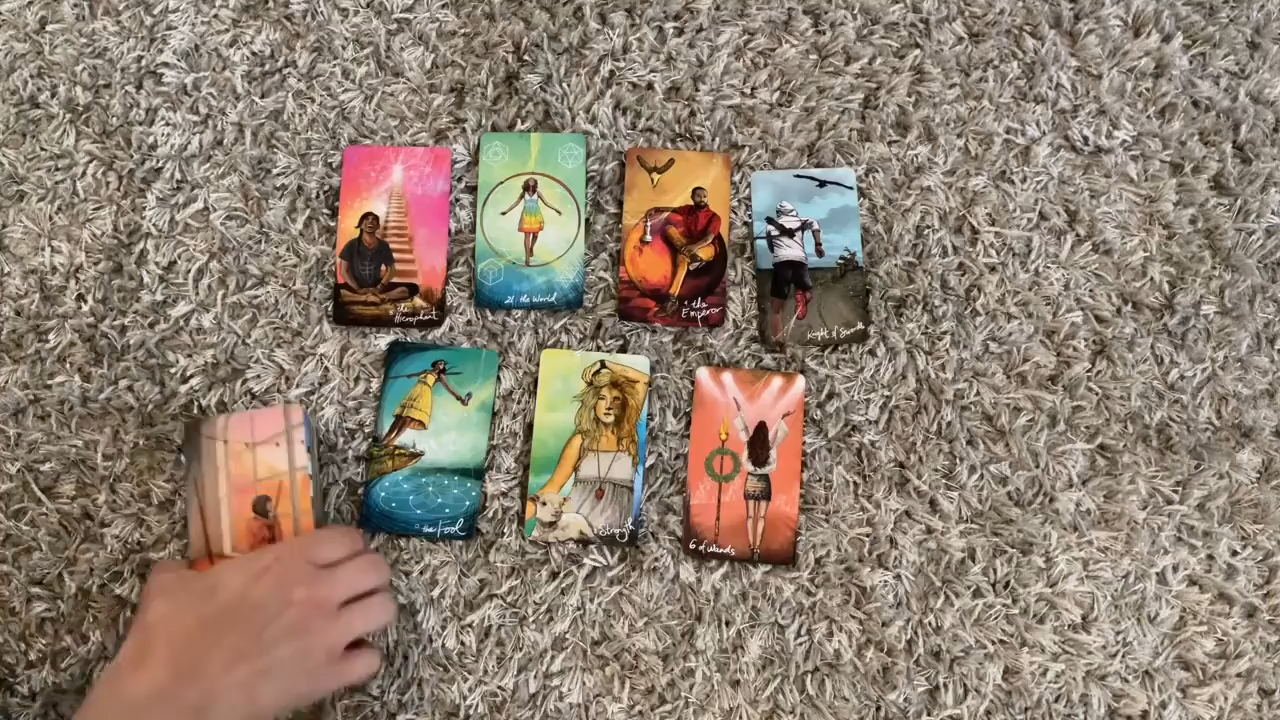 5 the
Hierophant
21 the World
4 the
Emperor
Knight of Swords
0 the Fool
Strength
6 of Wands